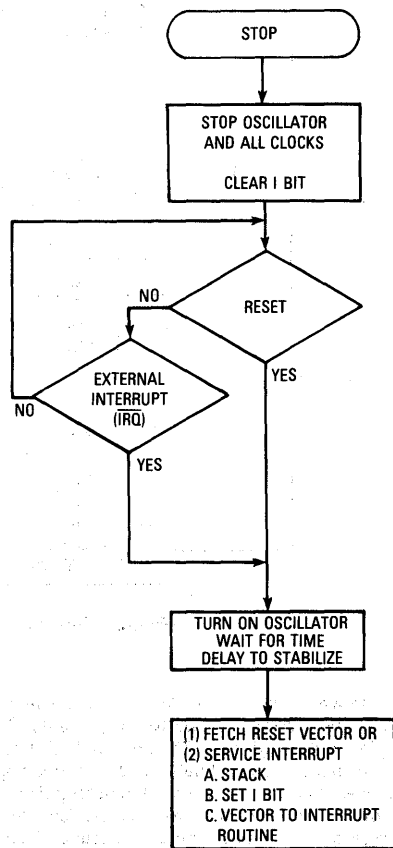 STOP
STOP OSCILLATOR
AND ALL CLOCKS
CLEAR I BIT
RESET
NO
YES
EXTERNAL
INTERRUPT
(IRQ)
NO
YES
TURN ON OSCILLATOR
WAIT FOR TIME
DELAY TO STABILIZE
(1) FETCH RESET VECTOR OR
(2) SERVICE INTERRUPT
A. STACK
B. SET I BIT
C. VECTOR TO INTERRUPT
ROUTINE